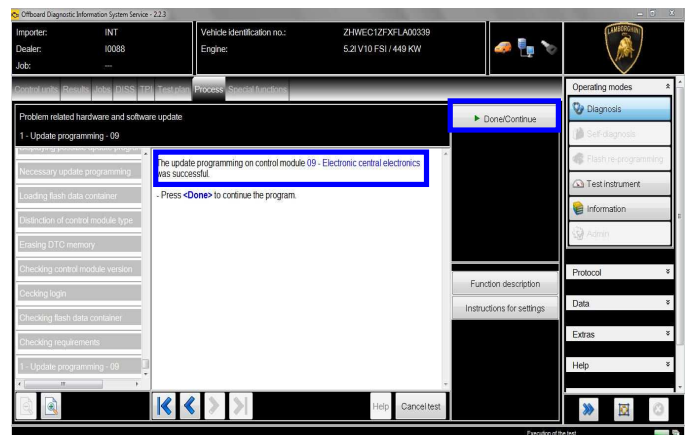 Offboard Diagnostic Information System Service - 2.2.3
Importer: INT
Dealer: I0088
Job: ---
Vehicle identification no.: ZHWEC1ZFXFLA00339
Engine: 5.2l V10 FSI / 449 KW
LAMBORGHINI
Control units Results Jobs DISS TPI Test plan Process Special functions
Problem related hardware and software update
1 - Update programming - 09
Necessary update programming
Loading flash data container
Distinction of control module type
Erasing DTC memory
Checking control module version
Cecking login
Checking flash data container
Checking requirements
1 - Update programming - 09
The update programming on control module 09 - Electronic central electronics
was successful.
- Press <Done> to continue the program.
Help
Cancel test
Done/Continue
Function description
Instructions for settings
Operating modes
Diagnosis
Self-diagnosis
Flash re-programming
Test instrument
Information
Admin
Protocol
Data
Extras
Help
Execution of the test